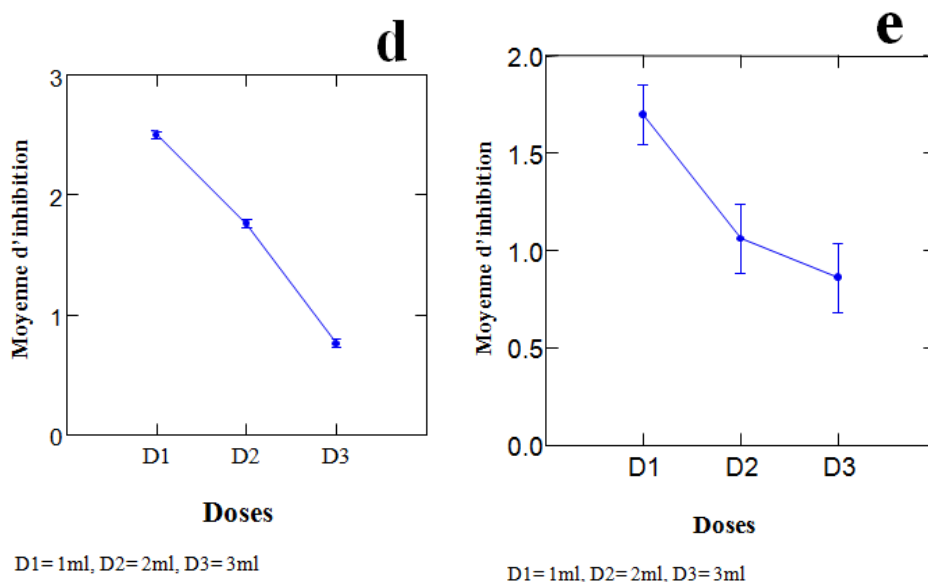 d
3
2
1
0
Moyenne d’inhibition
D1 D2 D3
Doses
D1= 1ml, D2= 2ml, D3= 3ml
e
2.0
1.5
1.0
0.5
0.0
Moyenne d’inhibition
D1 D2 D3
Doses
D1= 1ml, D2= 2ml, D3= 3ml